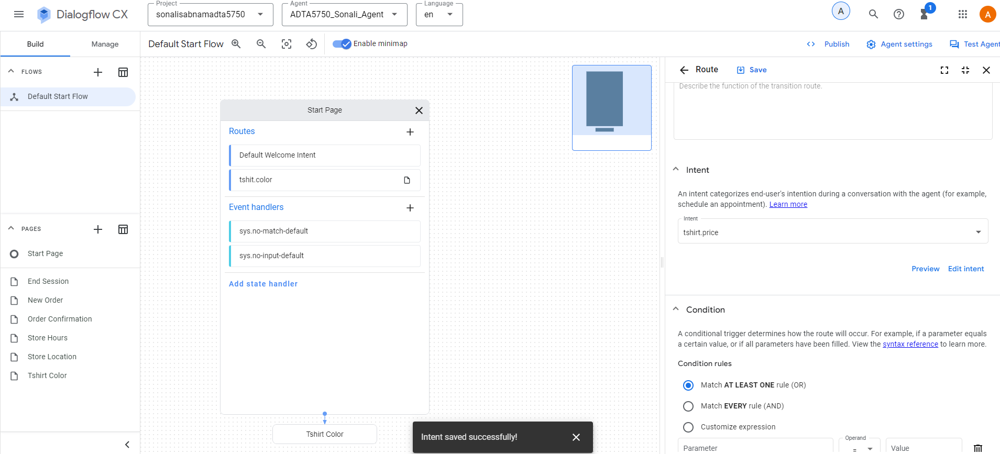 Dialogflow CX
Project
sonalisabnamadta5750
Agent
ADTA5750_Sonali_Agent
Language
en
A
1
A
Build
Manage
Default Start Flow
Enable minimap
Publish
Agent settings
Test Agent
FLOWS
Default Start Flow
PAGES
Start Page
End Session
New Order
Order Confirmation
Store Hours
Store Location
Tshirt Color
Start Page
Routes
Default Welcome Intent
tshit.color
Event handlers
sys.no-match-default
sys.no-input-default
Add state handler
Tshirt Color
Intent saved successfully!
Route
Save
Describe the function of the transition route.
Intent
An intent categorizes end-user's intention during a conversation with the agent (for example,
schedule an appointment). Learn more
Intent
tshirt.price
Preview
Edit intent
Condition
A conditional trigger determines how the route will occur. For example, if a parameter equals
a certain value, or if all parameters have been filled. View the syntax reference to learn more.
Condition rules
Match AT LEAST ONE rule (OR)
Match EVERY rule (AND)
Customize expression
Parameter
Operand
=
Value